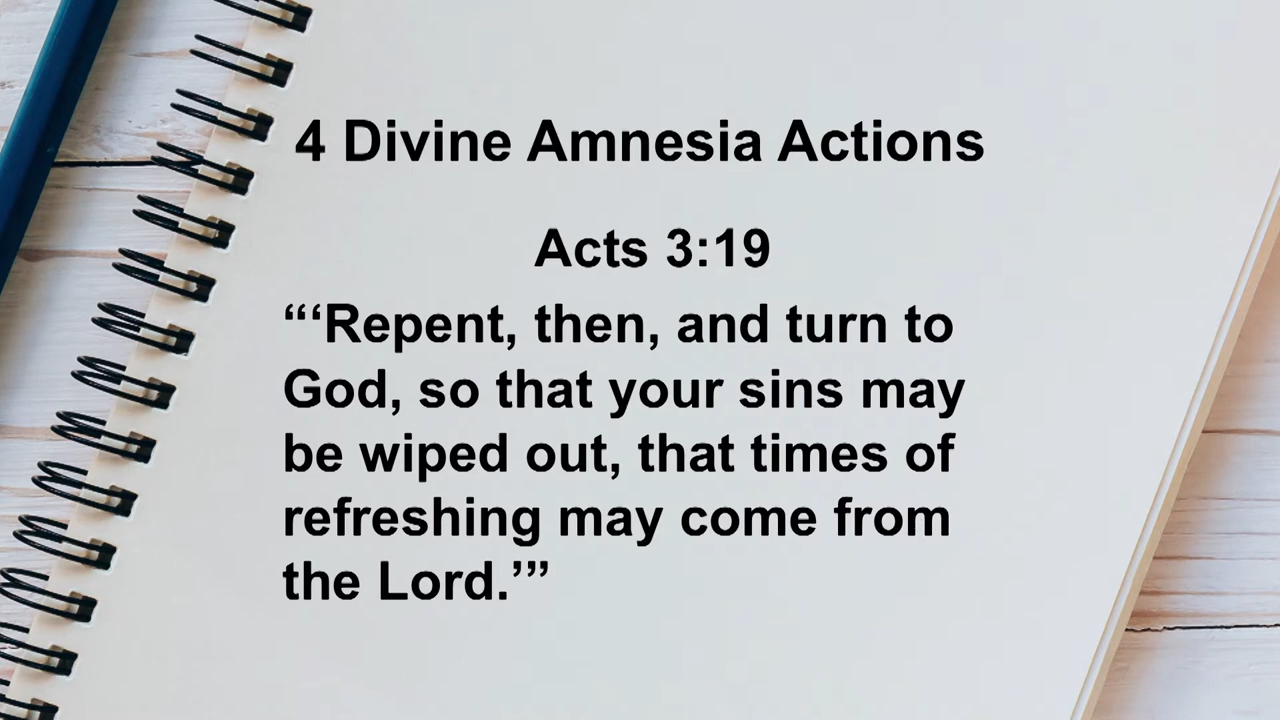 4 Divine Amnesia Actions
Acts 3:19
“‘Repent, then, and turn to
God, so that your sins may
be wiped out, that times of
refreshing may come from
the Lord.’”